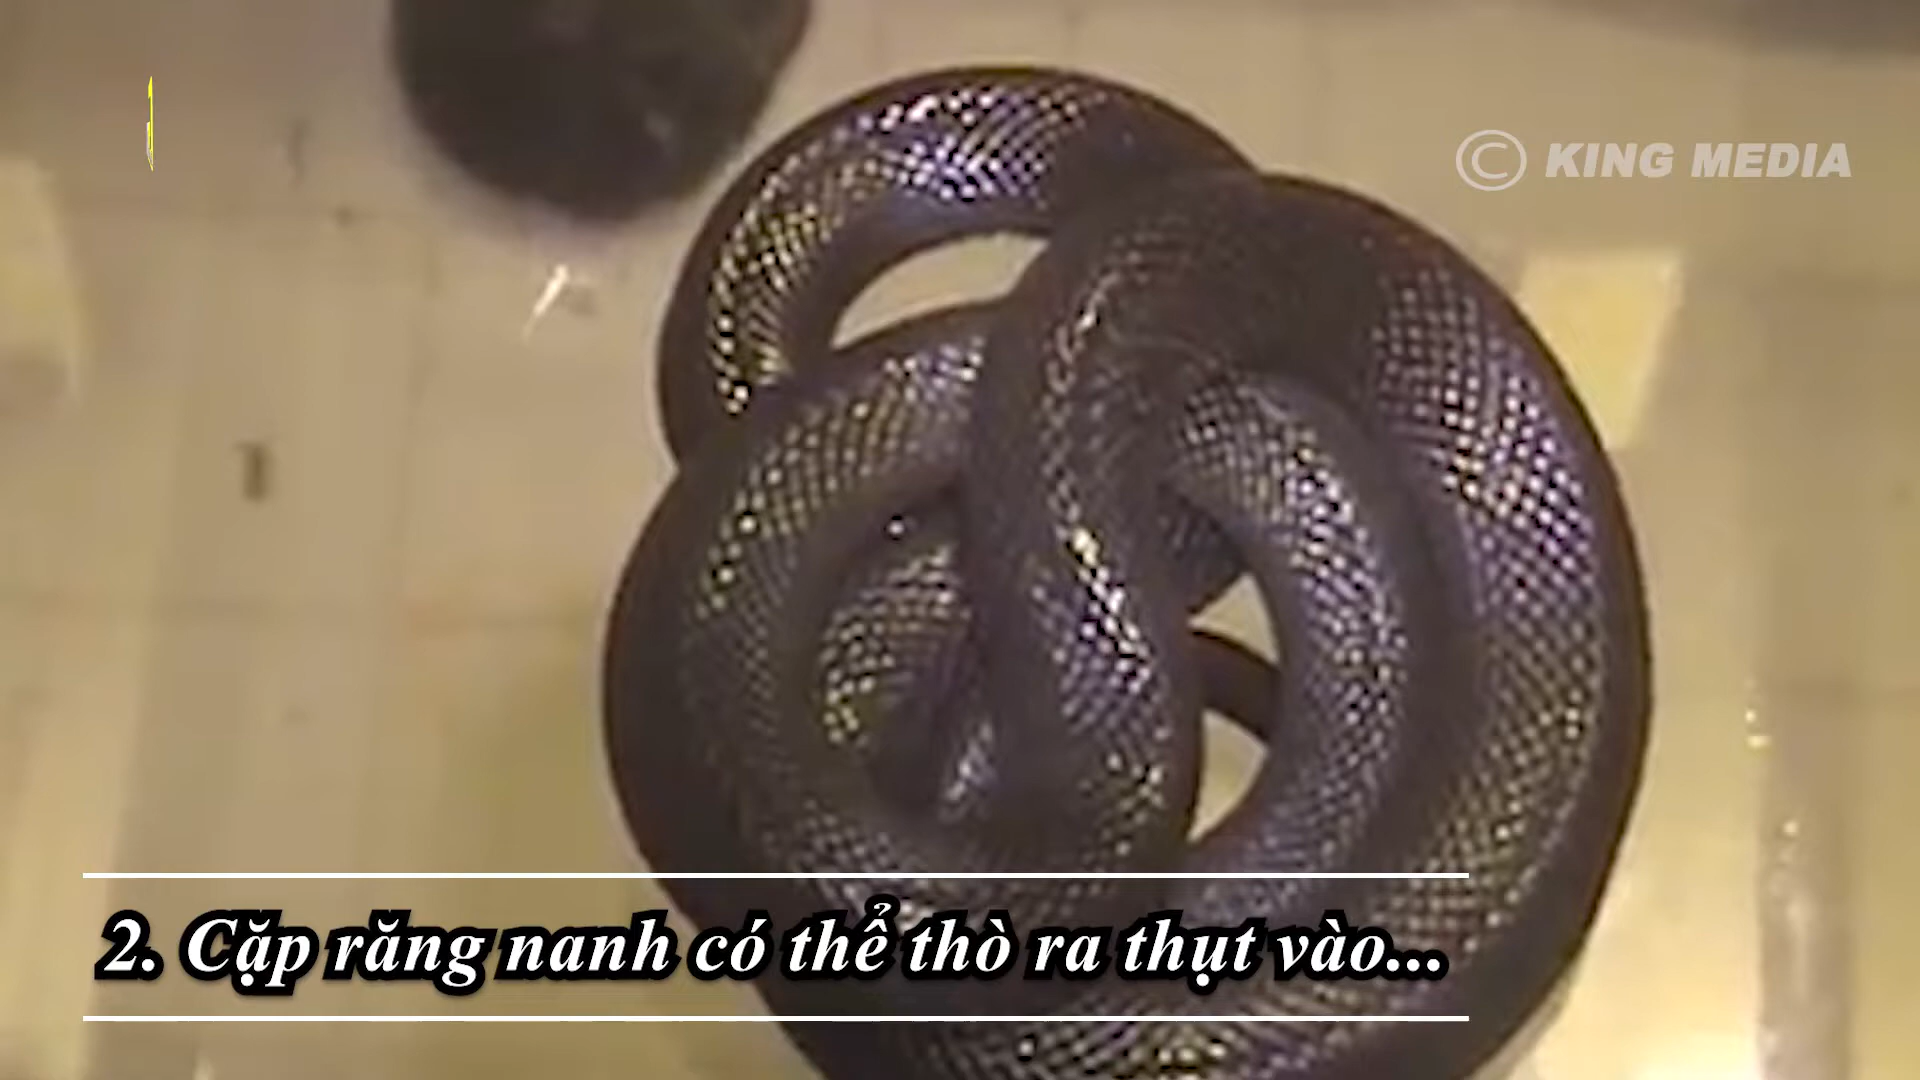 © KING MEDIA
2. Cặp răng nanh có thể thò ra thụt vào...